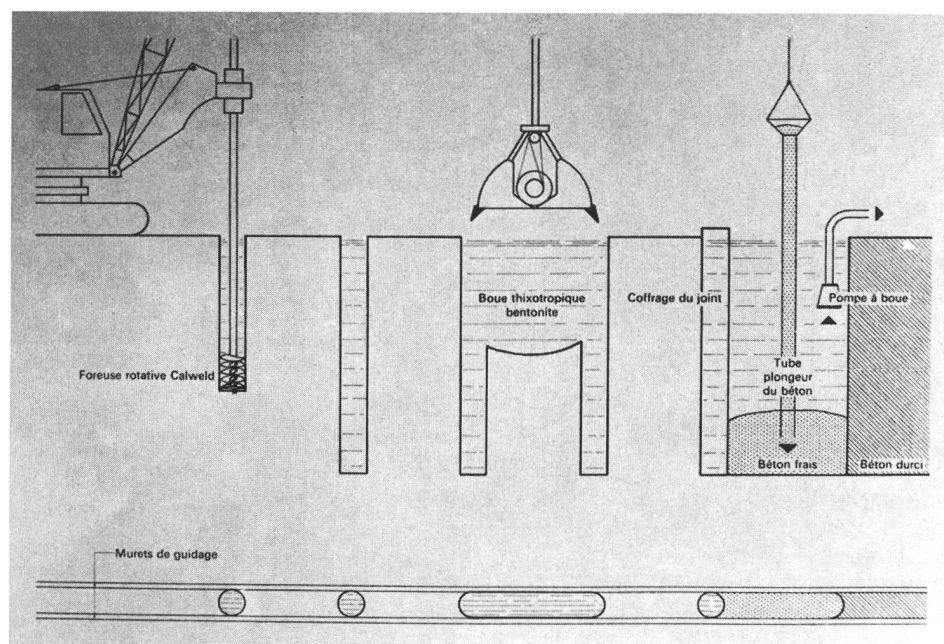 Boue thixotropique
bentonite
Coffrage du joint
Pompe à boue
Foreuse rotative Calweld
Tube
plongeur
du béton
Béton frais
Béton durci
Murets de guidage